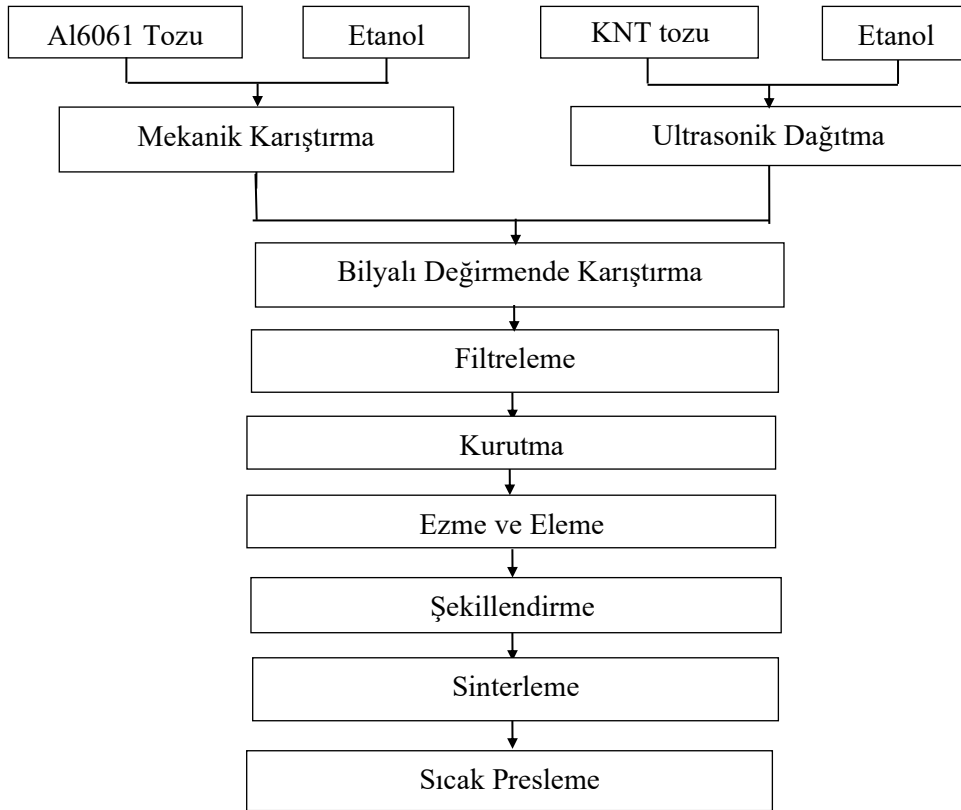 Al6061 Tozu
Etanol
KNT tozu
Etanol
Mekanik Karıştırma
Ultrasonik Dağıtma
Bilyalı Değirmende Karıştırma
Filtreleme
Kurutma
Ezme ve Eleme
Şekillendirme
Sinterleme
Sıcak Presleme